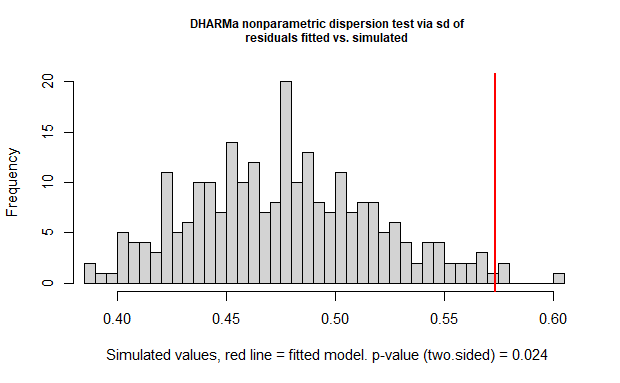 DHARMa nonparametric dispersion test via sd of
residuals fitted vs. simulated
Frequency
20
15
10
5
0
0.40 0.45 0.50 0.55 0.60
Simulated values, red line = fitted model. p-value (two.sided) = 0.024